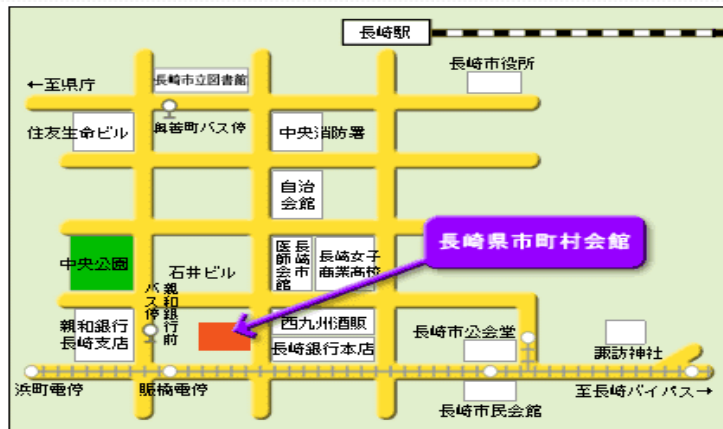 長崎駅
長崎市役所
←至県庁
長崎市立図書館
興善町バス停
住友生命ビル
中央消防署
自治
会館
長崎県市町村会館
中央公園
石井ビル
長崎市
医師会館
長崎女子
商業高校
親和銀行前
バス停
親和銀行
長崎支店
西九州酒販
長崎銀行本店
長崎市公会堂
諏訪神社
浜町電停
賑橋電停
長崎市民会館
至長崎バイパス→